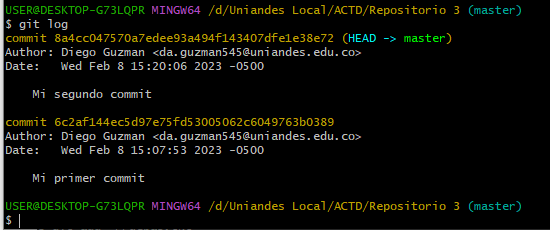 USER@DESKTOP-G73LQPR MINGW64 /d/Uniandes Local/ACTD/Repositorio 3 (master)
$ git log
commit 8a4cc047570a7edee93a494f143407dfe1e38e72 (HEAD -> master)
Author: Diego Guzman <da.guzman545@uniandes.edu.co>
Date:   Wed Feb 8 15:20:06 2023 -0500

    Mi segundo commit

commit 6c2af144ec5d97e75fd53005062c6049763b0389
Author: Diego Guzman <da.guzman545@uniandes.edu.co>
Date:   Wed Feb 8 15:07:53 2023 -0500

    Mi primer commit

USER@DESKTOP-G73LQPR MINGW64 /d/Uniandes Local/ACTD/Repositorio 3 (master)
$